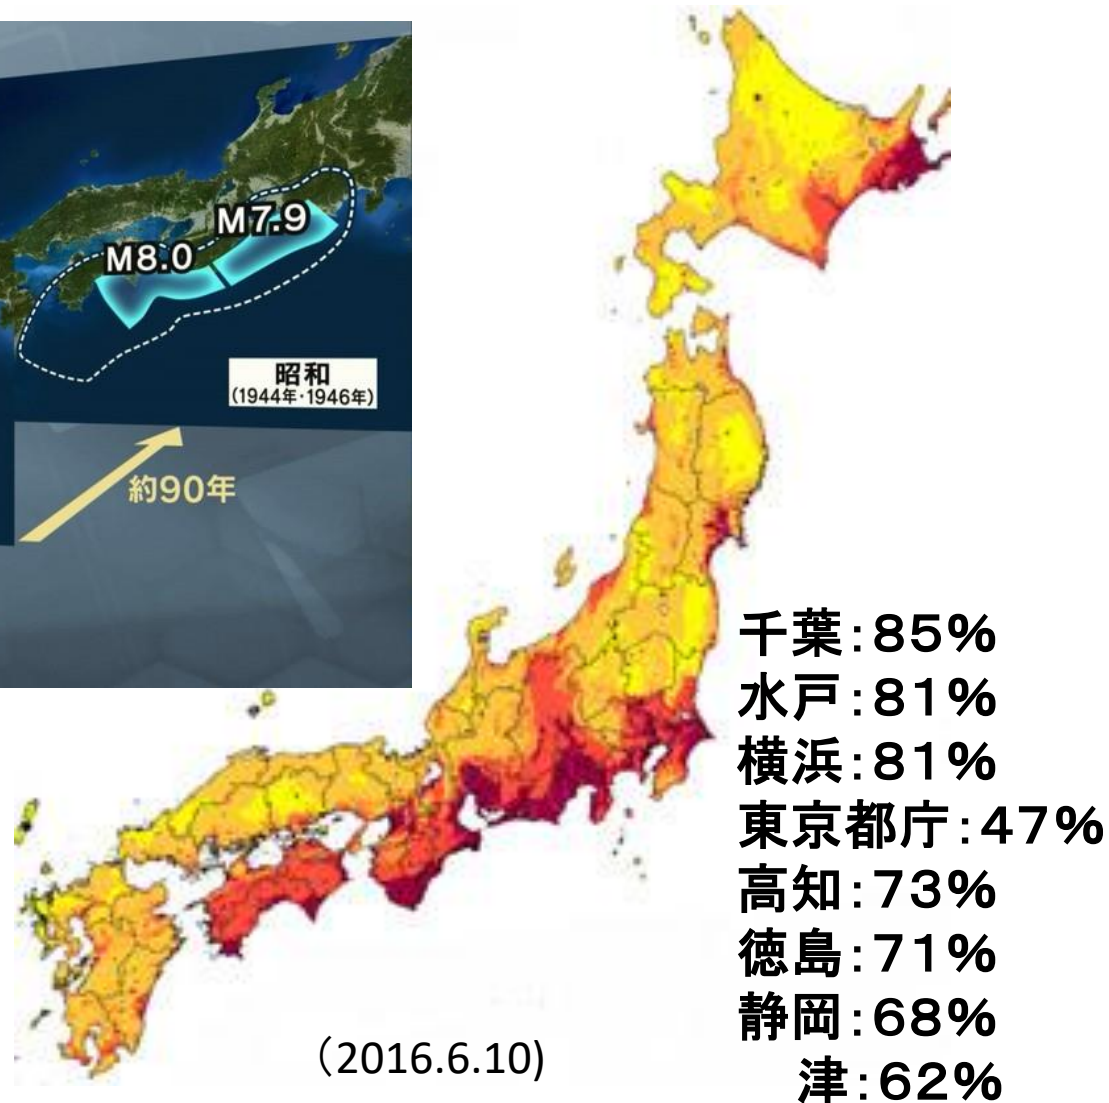 M7.9
M8.0
昭和
(1944年・1946年)
約90年
千葉：85%
水戸：81%
横浜：81%
東京都庁：47%
高知：73%
徳島：71%
静岡：68%
津：62%
（2016.6.10)